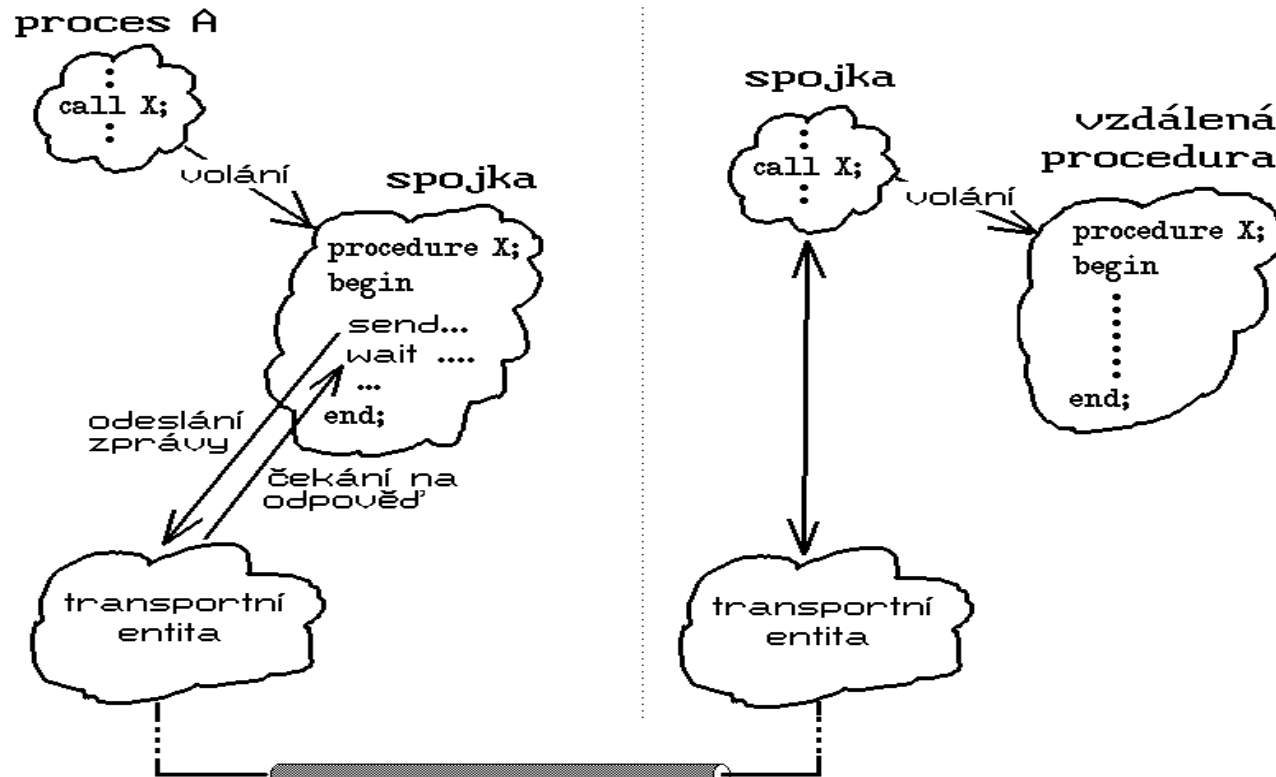 proces A
call X;
volání
spojka
procedure X;
begin
send...
wait ....
...
end;
odeslání
zprávy
čekání na
odpověď
transportní
entita
spojka
call X;
volání
vzdálená
procedura
procedure X;
begin
end;
transportní
entita